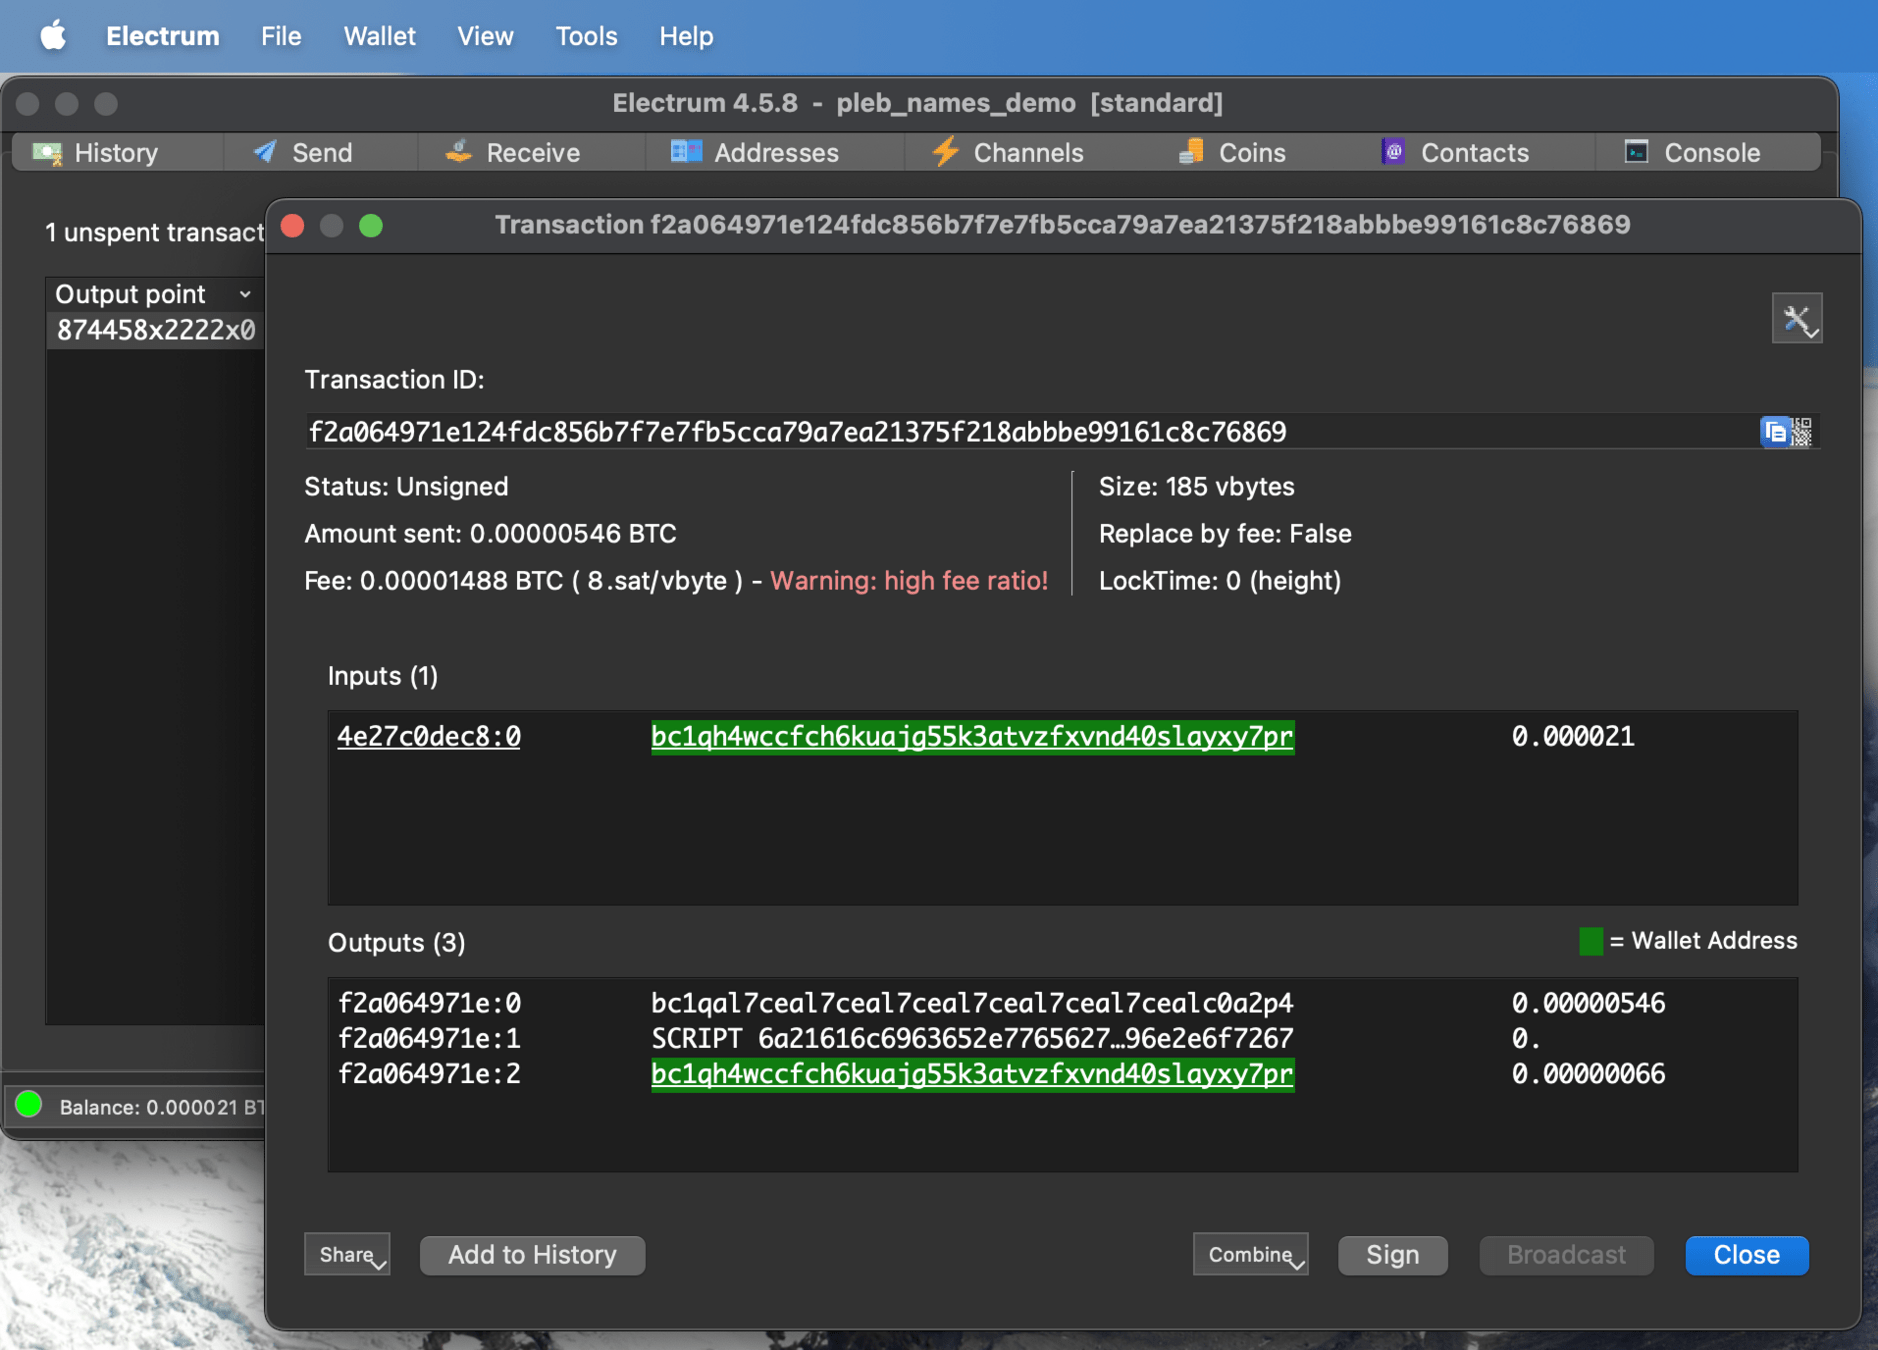 Electrum File Wallet View Tools Help
Electrum 4.5.8 - pleb_names_demo [standard]
History Send Receive Addresses Channels Coins Contacts Console
1 unspent transact
Transaction f2a064971e124fdc856b7f7e7fb5cca79a7ea21375f218abbbe99161c8c76869
Output point
874458x2222x0
Transaction ID:
f2a064971e124fdc856b7f7e7fb5cca79a7ea21375f218abbbe99161c8c76869
Status: Unsigned
Size: 185 vbytes
Amount sent: 0.00000546 BTC
Replace by fee: False
Fee: 0.00001488 BTC ( 8.sat/vbyte ) - Warning: high fee ratio!
LockTime: 0 (height)
Inputs (1)
4e27c0dec8:0 bc1qh4wccfch6kuajg55k3atvzfxvnd40slayxy7pr 0.000021
Outputs (3)
= Wallet Address
f2a064971e:0 bc1qal7ceal7ceal7ceal7ceal7ceal7cealc0a2p4 0.00000546
f2a064971e:1 SCRIPT 6a21616c6963652e7765627…96e2e6f7267 0.
f2a064971e:2 bc1qh4wccfch6kuajg55k3atvzfxvnd40slayxy7pr 0.00000066
Balance: 0.000021 BT
Share Add to History Combine Sign Broadcast Close